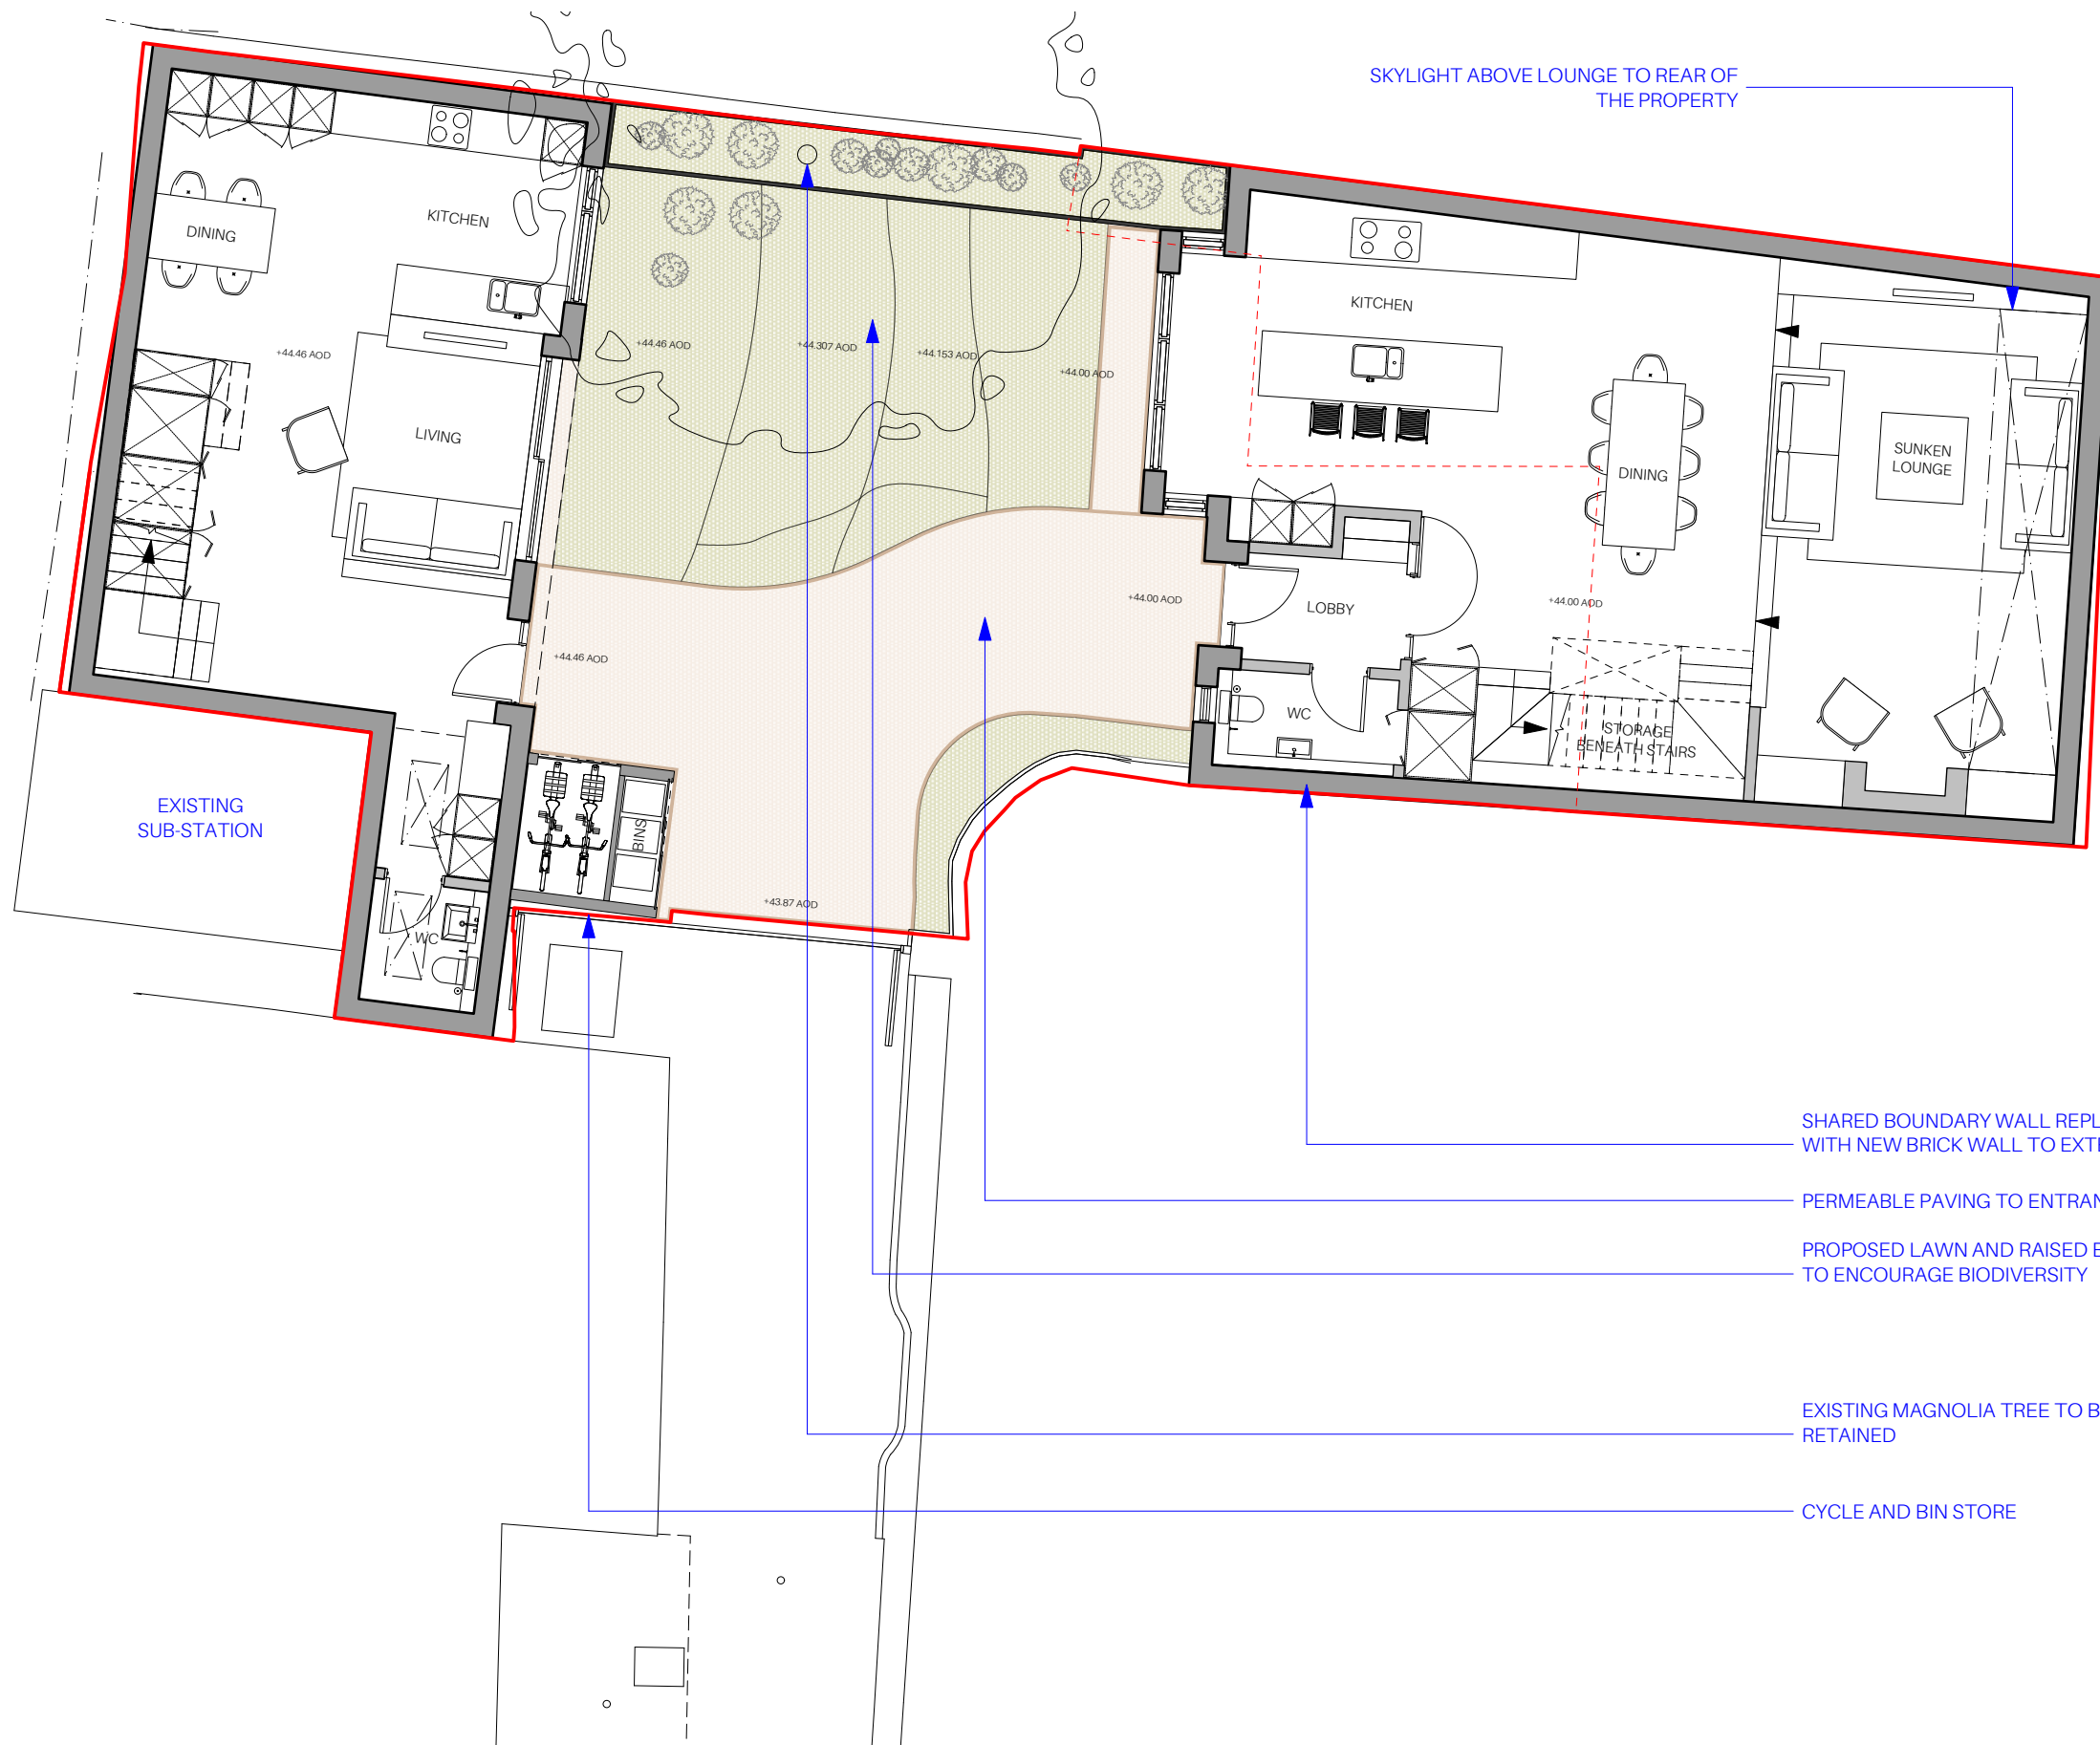 SKYLIGHT ABOVE LOUNGE TO REAR OF
THE PROPERTY
KITCHEN
DINING
+44.46 AOD
LIVING
+44.46 AOD
+44.307 AOD
+44.153 AOD
+44.00 AOD
KITCHEN
DINING
SUNKEN
LOUNGE
+44.00 AOD
LOBBY
+44.00 AOD
+44.46 AOD
WC
STORAGE
BENEATH STAIRS
EXISTING
SUB-STATION
BINS
+43.87 AOD
WC
SHARED BOUNDARY WALL REPL
WITH NEW BRICK WALL TO EXT
PERMEABLE PAVING TO ENTRAN
PROPOSED LAWN AND RAISED
TO ENCOURAGE BIODIVERSITY
EXISTING MAGNOLIA TREE TO B
RETAINED
CYCLE AND BIN STORE